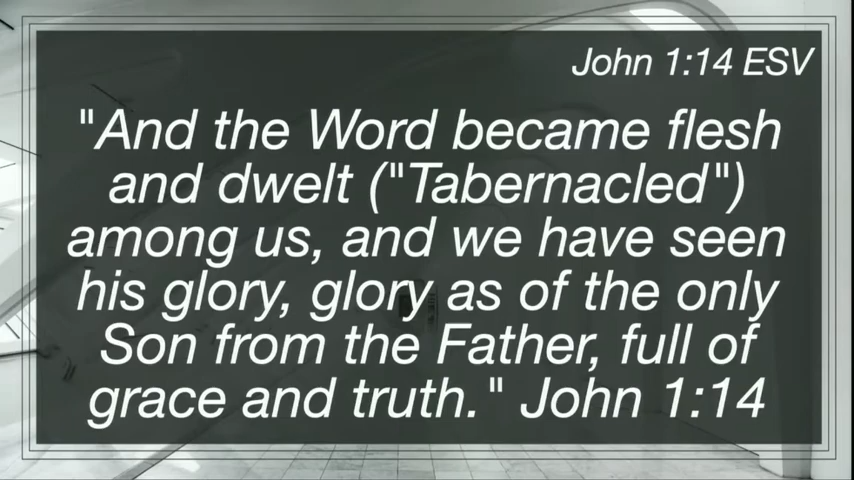 John 1:14 ESV
"And the Word became flesh
and dwelt ("Tabernacled")
among us, and we have seen
his glory, glory as of the only
Son from the Father, full of
grace and truth." John 1:14